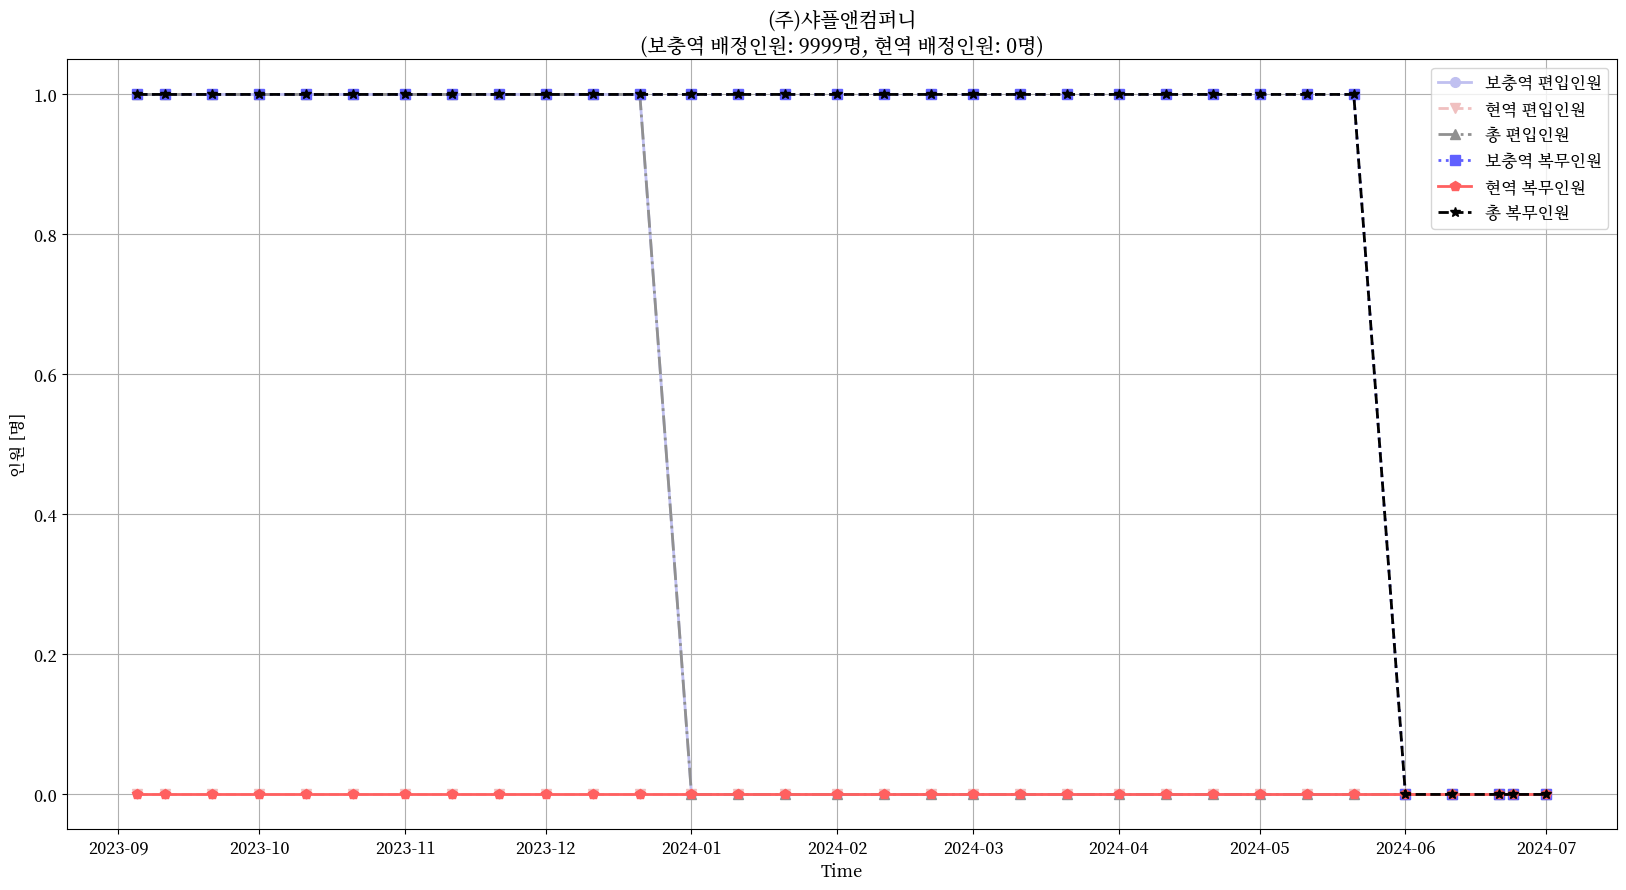 (주)샤플앤컴퍼니
(보충역 배정인원: 9999명, 현역 배정인원: 0명)
보충역 편입인원
현역 편입인원
총 편입인원
보충역 복무인원
현역 복무인원
총 복무인원
인원 [명]
1.0
0.8
0.6
0.4
0.2
0.0
2023-09 2023-10 2023-11 2023-12 2024-01 2024-02 2024-03 2024-04 2024-05 2024-06 2024-07
Time